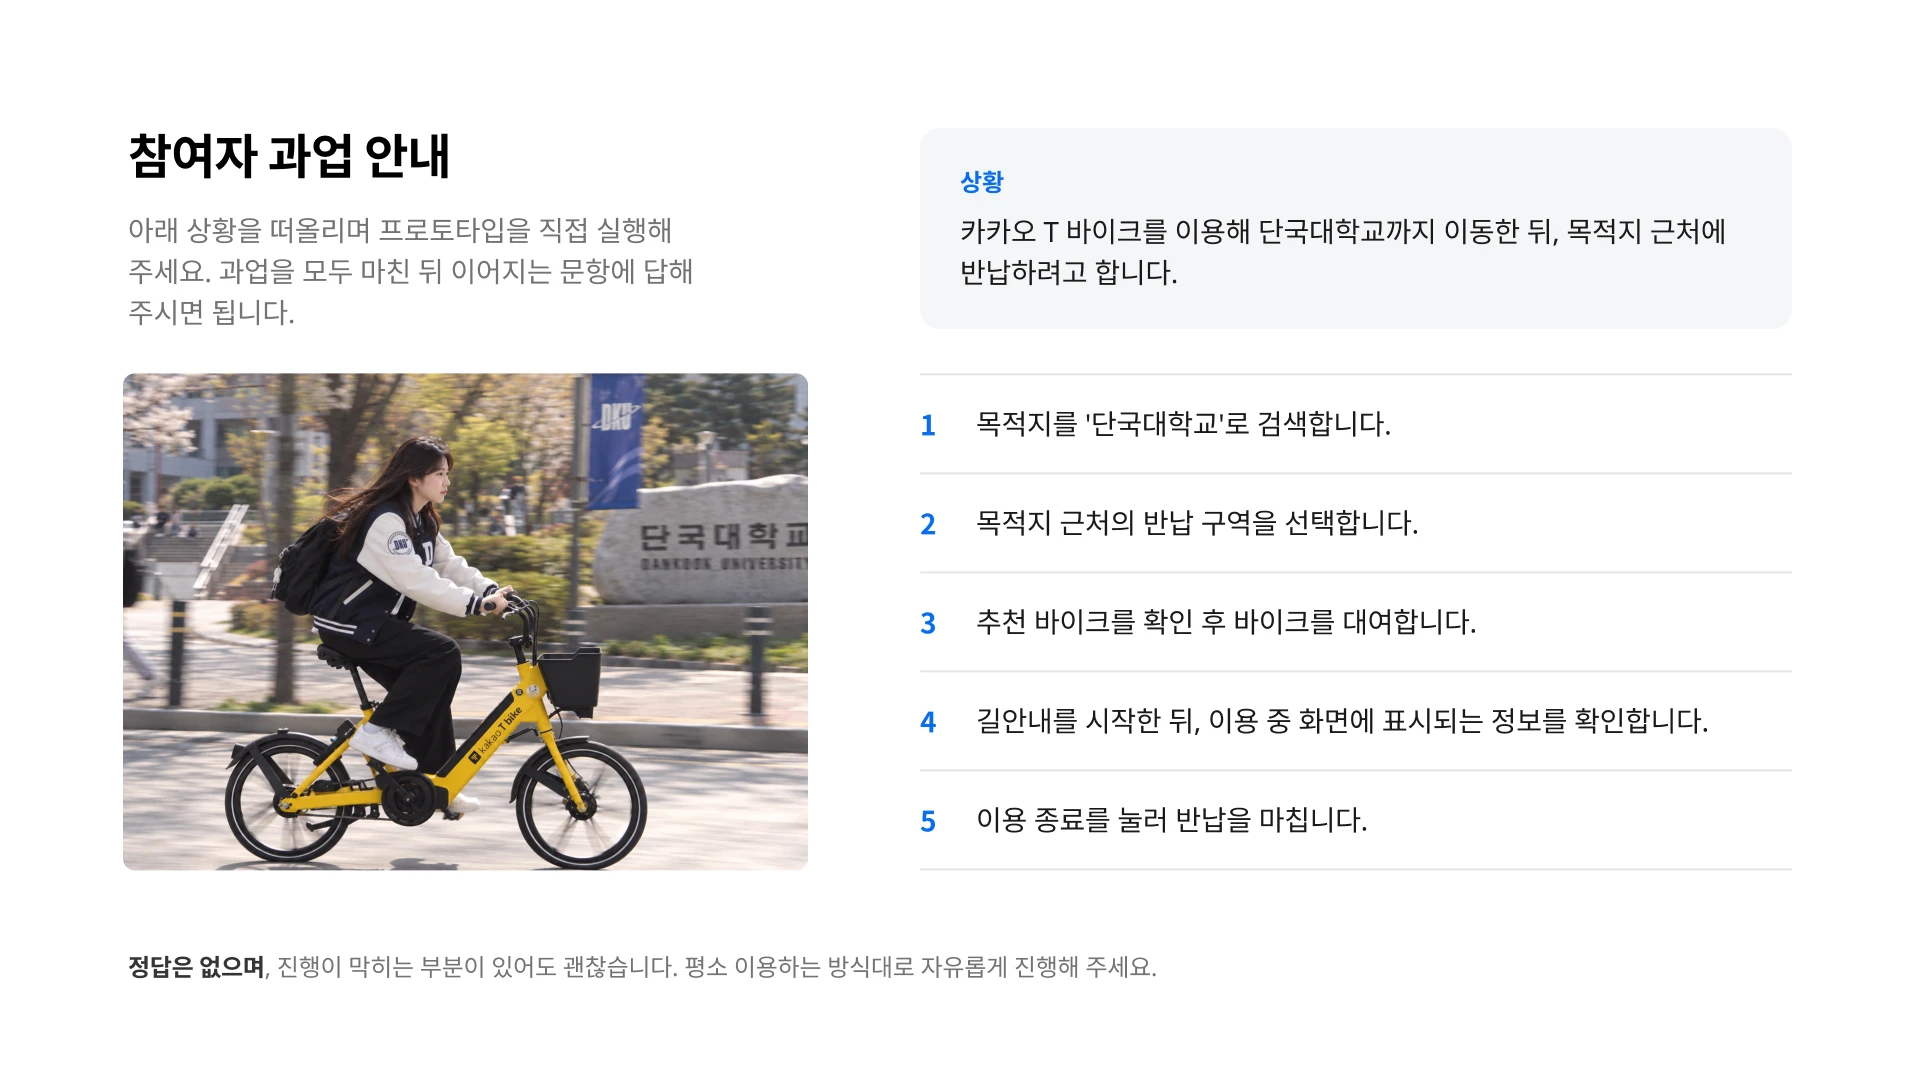 참여자 과업 안내
아래 상황을 떠올리며 프로토타입을 직접 실행해
주세요. 과업을 모두 마친 뒤 이어지는 문항에 답해
주시면 됩니다.
DKU
단국대학교
DANKOOK UNIVERSITY
DKU
kakao T bike
상황
카카오 T 바이크를 이용해 단국대학교까지 이동한 뒤, 목적지 근처에
반납하려고 합니다.
1 목적지를 '단국대학교'로 검색합니다.
2 목적지 근처의 반납 구역을 선택합니다.
3 추천 바이크를 확인 후 바이크를 대여합니다.
4 길안내를 시작한 뒤, 이용 중 화면에 표시되는 정보를 확인합니다.
5 이용 종료를 눌러 반납을 마칩니다.
정답은 없으며, 진행이 막히는 부분이 있어도 괜찮습니다. 평소 이용하는 방식대로 자유롭게 진행해 주세요.